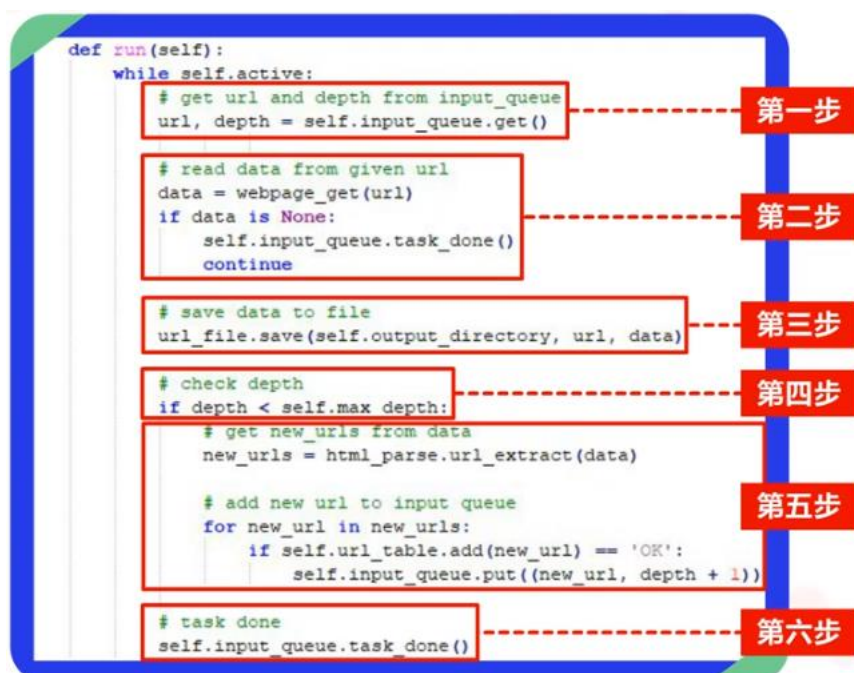 def run(self):
while self.active:
# get url and depth from input_queue
url, depth = self.input_queue.get()
第一步
# read data from given url
data = webpage_get(url)
if data is None:
self.input_queue.task_done()
continue
第二步
# save data to file
url_file.save(self.output_directory, url, data)
第三步
# check depth
if depth < self.max_depth:
第四步
# get new_urls from data
new_urls = html_parse.url_extract(data)
# add new url to input queue
for new_url in new_urls:
if self.url_table.add(new_url) == 'OK':
self.input_queue.put((new_url, depth + 1))
第五步
# task done
self.input_queue.task_done()
第六步